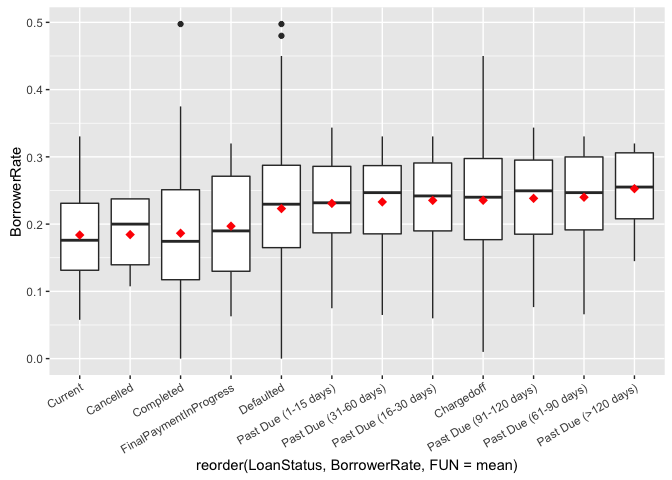 0.5
0.4
0.3
0.2
0.1
0.0
BorrowerRate
Current
Cancelled
Completed
FinalPaymentInProgress
Defaulted
Past Due (1-15 days)
Past Due (31-60 days)
Past Due (16-30 days)
Chargedoff
Past Due (91-120 days)
Past Due (61-90 days)
Past Due (>120 days)
reorder(LoanStatus, BorrowerRate, FUN = mean)